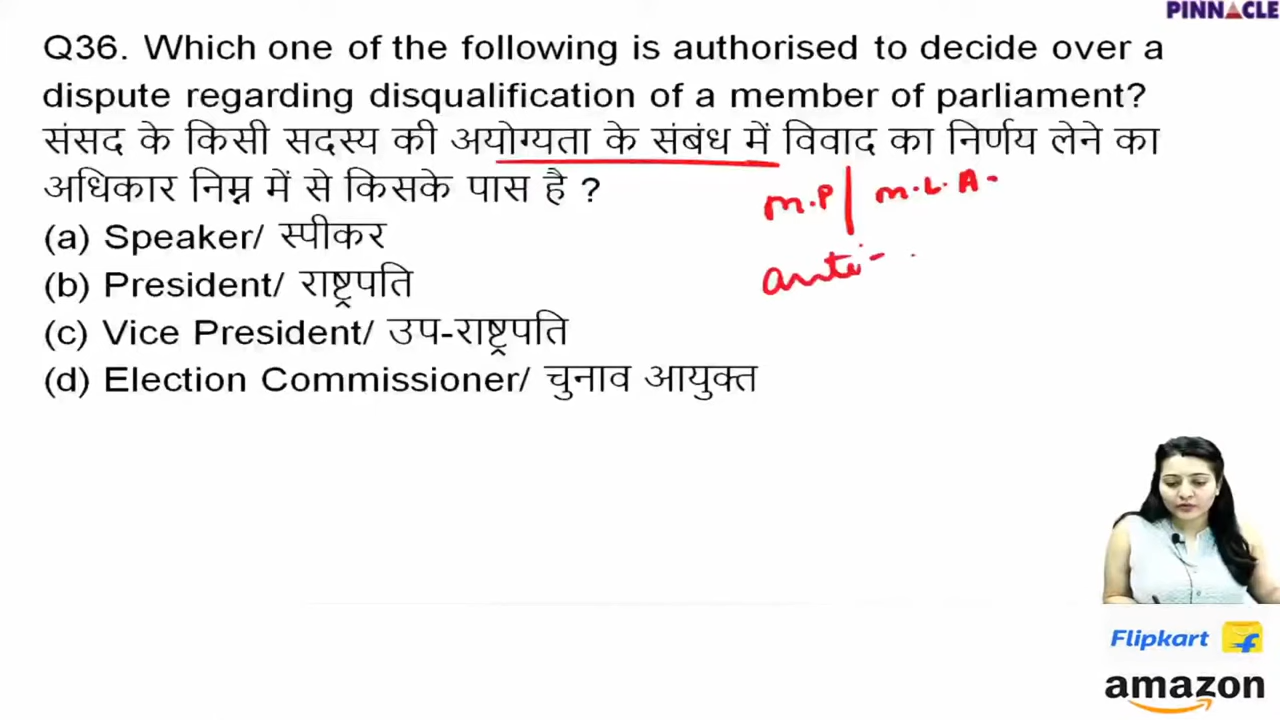 PINNACLE
Q36. Which one of the following is authorised to decide over a
dispute regarding disqualification of a member of parliament?
संसद के किसी सदस्य की अयोग्यता के संबंध में विवाद का निर्णय लेने का
अधिकार निम्न में से किसके पास है ?
M.P | M.L.A-
(a) Speaker/ स्पीकर
anti-
(b) President/ राष्ट्रपति
(c) Vice President/ उप-राष्ट्रपति
(d) Election Commissioner/ चुनाव आयुक्त
Flipkart
amazon